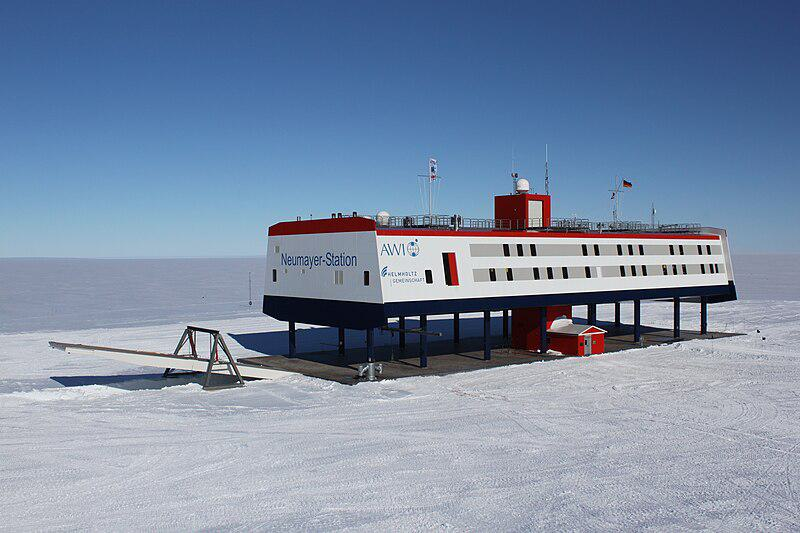 Neumayer-Station
AWI
HELMHOLTZ
GEMEINSCHAFT